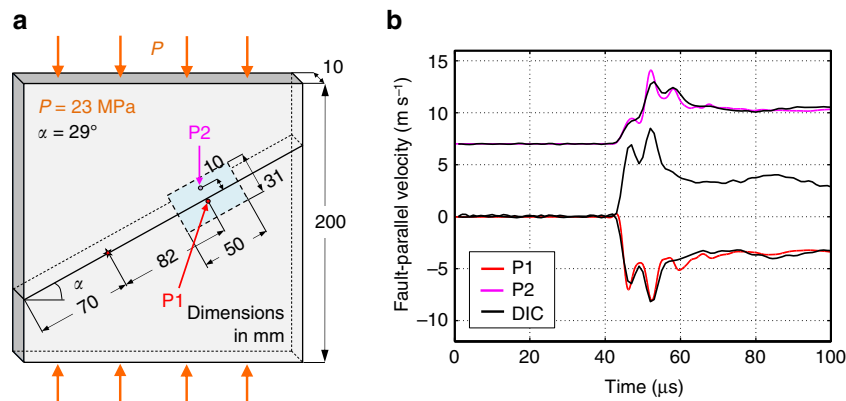 a
P
10
P = 23 MPa
α = 29°
P2
10
31
200
82
50
α
70
P1
Dimensions
in mm
b
Fault-parallel velocity (m s⁻¹)
15
10
5
0
−5
−10
P1
P2
DIC
0 20 40 60 80 100
Time (μs)